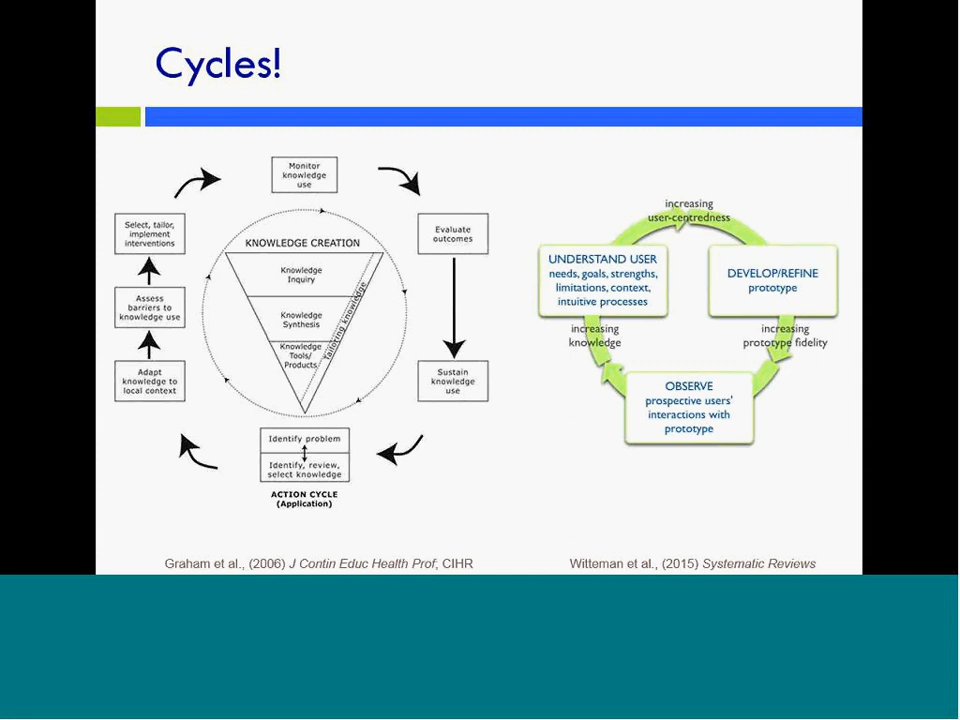 Cycles!
Monitor
knowledge
use
Select, tailor,
implement
interventions
Evaluate
outcomes
KNOWLEDGE CREATION
Knowledge
Inquiry
Knowledge
Synthesis
Knowledge
Tools/
Products
Tailoring knowledge
Assess
barriers to
knowledge use
Adapt
knowledge to
local context
Sustain
knowledge
use
Identify problem
Identify, review,
select knowledge
ACTION CYCLE
(Application)
increasing
user-centredness
UNDERSTAND USER
needs, goals, strengths,
limitations, context,
intuitive processes
DEVELOP/REFINE
prototype
increasing
knowledge
increasing
prototype fidelity
OBSERVE
prospective users'
interactions with
prototype
Graham et al., (2006) J Contin Educ Health Prof, CIHR
Witteman et al., (2015) Systematic Reviews